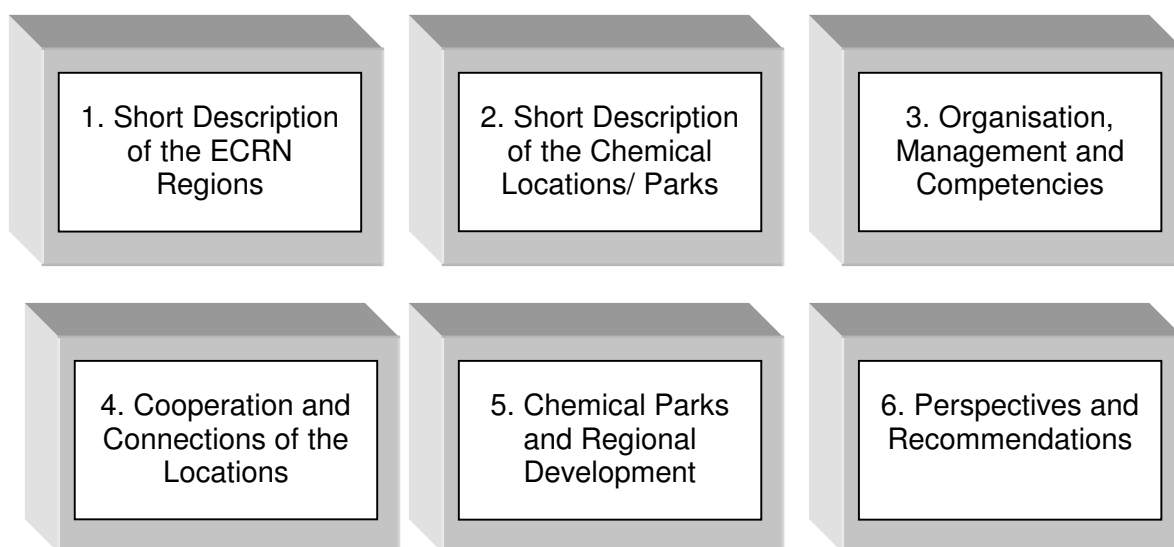 1. Short Description
of the ECRN
Regions
2. Short Description
of the Chemical
Locations/ Parks
3. Organisation,
Management and
Competencies
4. Cooperation and
Connections of the
Locations
5. Chemical Parks
and Regional
Development
6. Perspectives and
Recommendations